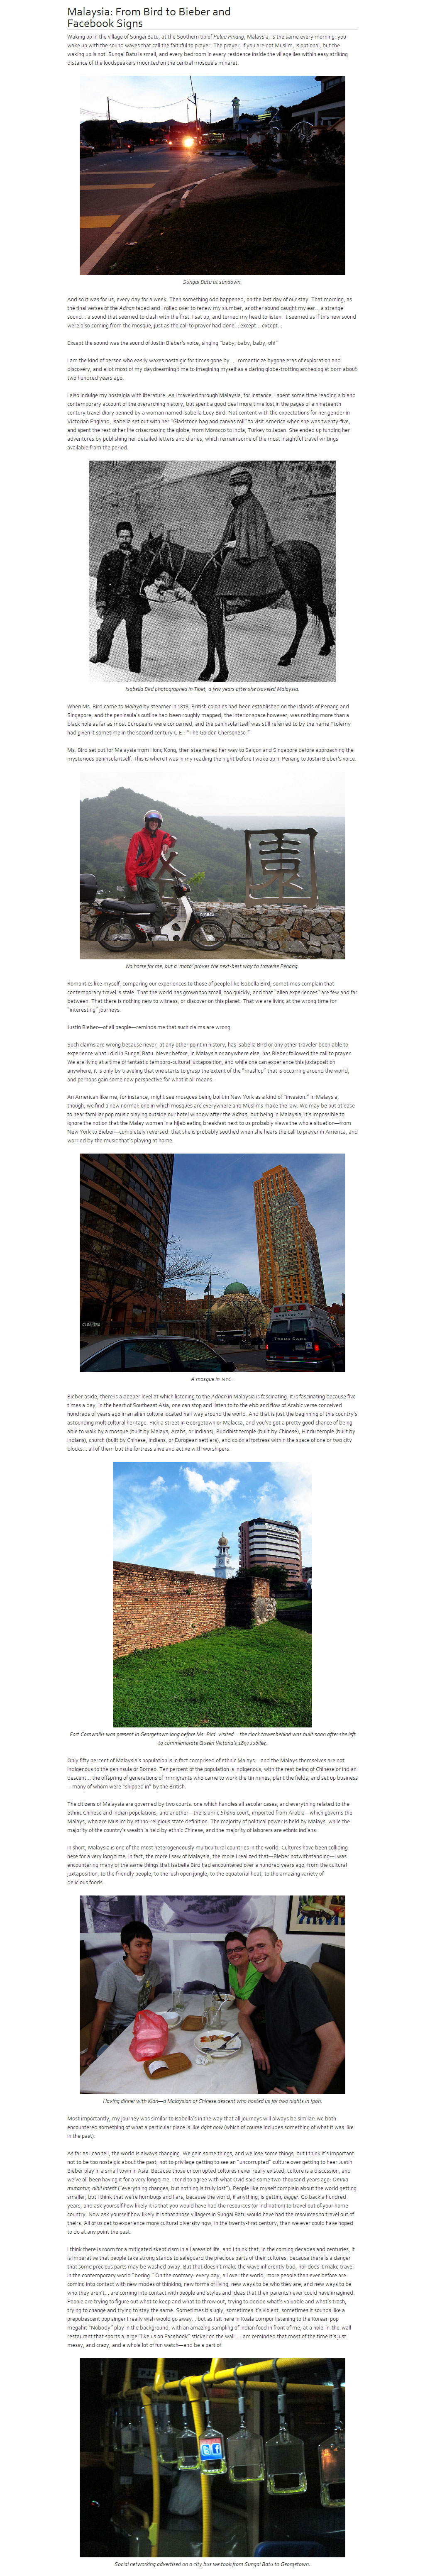 Malaysia: From Bird to Bieber and
Facebook Signs
Waking up in the village of Sungai Batu, at the Southern tip of Pulau Pinang, Malaysia, is the same every morning: you
wake up with the sound waves that call the faithful to prayer. The prayer, if you are not Muslim, is optional, but the
waking up is not. Sungai Batu is small, and every bedroom in every residence inside the village lies within easy striking
distance of the loudspeakers mounted on the central mosque's minaret.
Sungai Batu at sundown.
And so it was for us, every day for a week. Then something odd happened, on the last day of our stay. That morning, as
the final verses of the Adhan faded and I rolled over to renew my slumber, another sound caught my ear... a strange
sound... a sound that seemed to clash with the first. I sat up, and turned my head to listen. It seemed as if this new sound
were also coming from the mosque, just as the call to prayer had done... except... except...
Except the sound was the sound of Justin Bieber's voice, singing "baby, baby, baby, oh!"
I am the kind of person who easily waxes nostalgic for times gone by... I romanticize bygone eras of exploration and
discovery, and allot most of my daydreaming time to imagining myself as a daring globe-trotting archeologist born about
two hundred years ago.
I also indulge my nostalgia with literature. As I traveled through Malaysia, for instance, I spent some time reading a bland
contemporary account of the overarching history, but spent a good deal more time lost in the pages of a nineteenth
century travel diary penned by a woman named Isabella Lucy Bird. Not content with the expectations for her gender in
Victorian England, Isabella set out with her "Gladstone bag and canvas roll" to visit America when she was twenty-five,
and spent the rest of her life crisscrossing the globe, from Morocco to India, Turkey to Japan. She ended up funding her
adventures by publishing her detailed letters and diaries, which remain some of the most insightful travel writings
available from the period.
Isabella Bird photographed in Tibet, a few years after she traveled Malaysia.
When Ms. Bird came to Malaya by steamer in 1878, British colonies had been established on the islands of Penang and
Singapore, and the peninsula's outline had been roughly mapped; the interior space however, was nothing more than a
black hole as far as most Europeans were concerned, and the peninsula itself was still referred to by the name Ptolemy
had given it sometime in the second century C.E.: "The Golden Chersonese."
Ms. Bird set out for Malaysia from Hong Kong, then steamered her way to Saigon and Singapore before approaching the
mysterious peninsula itself. This is where I was in my reading the night before I woke up in Penang to Justin Bieber's voice.
No horse for me, but a 'moto' proves the next-best way to traverse Penang.
Romantics like myself, comparing our experiences to those of people like Isabella Bird, sometimes complain that
contemporary travel is stale. That the world has grown too small, too quickly, and that "alien experiences" are few and far
between. That there is nothing new to witness, or discover on this planet. That we are living at the wrong time for
"interesting" journeys.
Justin Bieber—of all people—reminds me that such claims are wrong.
Such claims are wrong because never, at any other point in history, has Isabella Bird or any other traveler been able to
experience what I did in Sungai Batu. Never before, in Malaysia or anywhere else, has Bieber followed the call to prayer.
We are living at a time of fantastic temporo-cultural juxtaposition, and while one can experience this juxtaposition
anywhere, it is only by traveling that one starts to grasp the extent of the "mashup" that is occurring around the world,
and perhaps gain some new perspective for what it all means.
An American like me, for instance, might see mosques being built in New York as a kind of "invasion." In Malaysia,
though, we find a new normal: one in which mosques are everywhere and Muslims make the law. We may be put at ease
to hear familiar pop music playing outside our hotel window after the Adhan, but being in Malaysia, it's impossible to
ignore the notion that the Malay woman in a hijab eating breakfast next to us probably views the whole situation—from
New York to Bieber—completely reversed: that she is probably soothed when she hears the call to prayer in America, and
worried by the music that's playing at home.
A mosque in NYC.
Bieber aside, there is a deeper level at which listening to the Adhan in Malaysia is fascinating. It is fascinating because five
times a day, in the heart of Southeast Asia, one can stop and listen to to the ebb and flow of Arabic verse conceived
hundreds of years ago in an alien culture located half way around the world. And that is just the beginning of this country's
astounding multicultural heritage. Pick a street in Georgetown or Malacca, and you've got a pretty good chance of being
able to walk by a mosque (built by Malays, Arabs, or Indians), Buddhist temple (built by Chinese), Hindu temple (built by
Indians), church (built by Chinese, Indians, or European settlers), and colonial fortress within the space of one or two city
blocks... all of them but the fortress alive and active with worshipers.
Fort Cornwallis was present in Georgetown long before Ms. Bird visited... the clock tower behind was built soon after she left
to commemorate Queen Victoria's 1897 Jubilee.
Only fifty percent of Malaysia's population is in fact comprised of ethnic Malays... and the Malays themselves are not
indigenous to the peninsula or Borneo. Ten percent of the population is indigenous, with the rest being of Chinese or Indian
descent... the offspring of generations of immigrants who came to work the tin mines, plant the fields, and set up business
—many of whom were "shipped in" by the British.
The citizens of Malaysia are governed by two courts: one which handles all secular cases, and everything related to the
ethnic Chinese and Indian populations, and another—the Islamic Sharia court, imported from Arabia—which governs the
Malays, who are Muslim by ethno-religious state definition. The majority of political power is held by Malays, while the
majority of the country's wealth is held by ethnic Chinese, and the majority of laborers are ethnic Indians.
In short, Malaysia is one of the most heterogeneously multicultural countries in the world. Cultures have been colliding
here for a very long time. In fact, the more I saw of Malaysia, the more I realized that—Bieber notwithstanding—I was
encountering many of the same things that Isabella Bird had encountered over a hundred years ago, from the cultural
juxtaposition, to the friendly people, to the lush open jungle, to the equatorial heat, to the amazing variety of
delicious foods.
Having dinner with Kian—a Malaysian of Chinese descent who hosted us for two nights in Ipoh.
Most importantly, my journey was similar to Isabella's in the way that all journeys will always be similar: we both
encountered something of what a particular place is like right now (which of course includes something of what it was like
in the past).
As far as I can tell, the world is always changing. We gain some things, and we lose some things, but I think it's important
not to be too nostalgic about the past, not to privilege getting to see an "uncorrupted" culture over getting to hear Justin
Bieber play in a small town in Asia. Because those uncorrupted cultures never really existed; culture is a discussion, and
we've all been having it for a very long time. I tend to agree with what Ovid said some two-thousand years ago: Omnia
mutantur, nihil interit ("everything changes, but nothing is truly lost"). People like myself complain about the world getting
smaller, but I think that we're humbugs and liars, because the world, if anything, is getting bigger. Go back a hundred
years, and ask yourself how likely it is that you would have had the resources (or inclination) to travel out of your home
country. Now ask yourself how likely it is that those villagers in Sungai Batu would have had the resources to travel out of
theirs. All of us get to experience more cultural diversity now, in the twenty-first century, than we ever could have hoped
to do at any point the past.
I think there is room for a mitigated skepticism in all areas of life, and I think that, in the coming decades and centuries, it
is imperative that people take strong stands to safeguard the precious parts of their cultures, because there is a danger
that some precious parts may be washed away. But that doesn't make the wave inherently bad, nor does it make travel
in the contemporary world "boring." On the contrary: every day, all over the world, more people than ever before are
coming into contact with new modes of thinking, new forms of living, new ways to be who they are, and new ways to be
who they aren't... are coming into contact with people and styles and ideas that their parents never could have imagined.
People are trying to figure out what to keep and what to throw out, trying to decide what's valuable and what's trash,
trying to change and trying to stay the same. Sometimes it's ugly, sometimes it's violent, sometimes it sounds like a
prepubescent pop singer I really wish would go away... but as I sit here in Kuala Lumpur listening to the Korean pop
megahit "Nobody" play in the background, with an amazing sampling of Indian food in front of me, at a hole-in-the-wall
restaurant that sports a large "like us on Facebook" sticker on the wall... I am reminded that most of the time it's just
messy, and crazy, and a whole lot of fun watch—and be a part of.
Social networking advertised on a city bus we took from Sungai Batu to Georgetown.